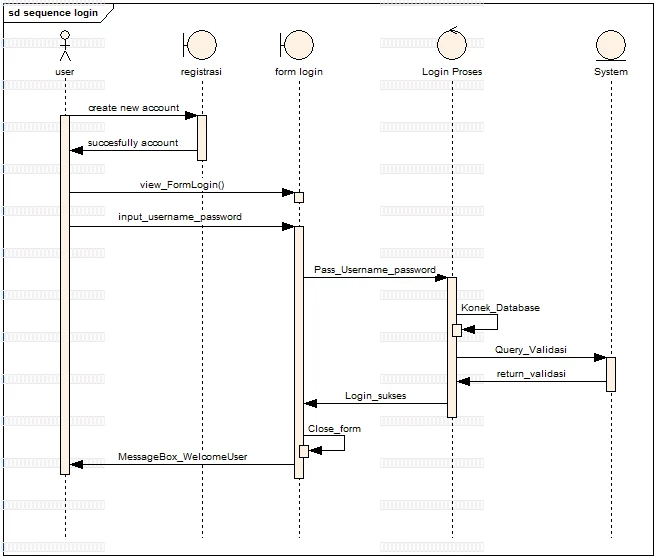 sd sequence login
user
registrasi
form login
Login Proses
System
create new account
succesfully account
view_FormLogin()
input_username_password
Pass_Username_password
Konek_Database
Query_Validasi
return_validasi
Login_sukses
Close_form
MessageBox_WelcomeUser